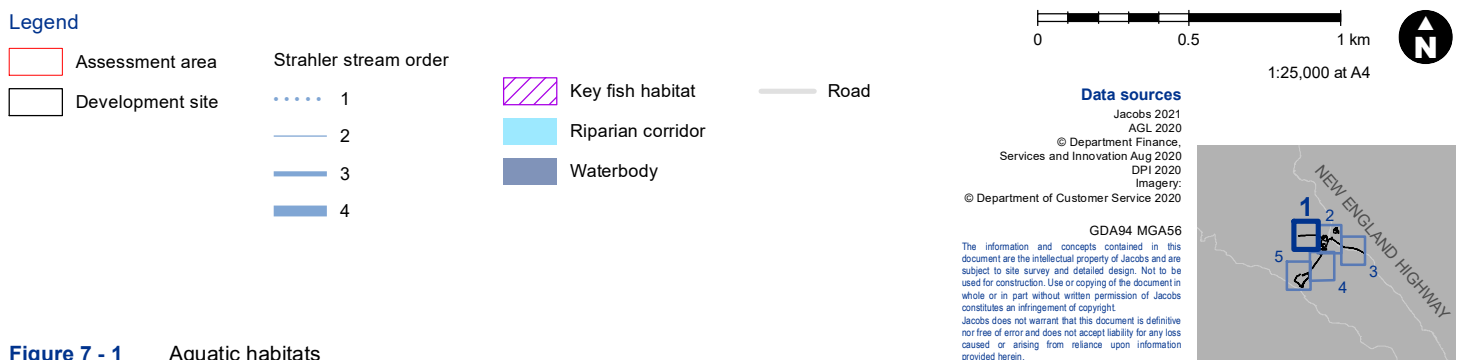 Legend
Assessment area
Development site
Strahler stream order
1
2
3
4
Key fish habitat
Riparian corridor
Waterbody
Road
0 0.5 1 km
N
1:25,000 at A4
Data sources
Jacobs 2021
AGL 2020
© Department Finance,
Services and Innovation Aug 2020
DPI 2020
Imagery:
© Department of Customer Service 2020
GDA94 MGA56
The information and concepts contained in this
document are the intellectual property of Jacobs and are
subject to site survey and detailed design. Not to be
used for construction. Use or copying of the document in
whole or in part without written permission of Jacobs
constitutes an infringement of copyright.
Jacobs does not warrant that this document is definitive
nor free of error and does not accept liability for any loss
caused or arising from reliance upon information
provided herein.
NEW ENGLAND HIGHWAY
1
2
3
4
5
Figure 7 - 1 Aquatic habitats